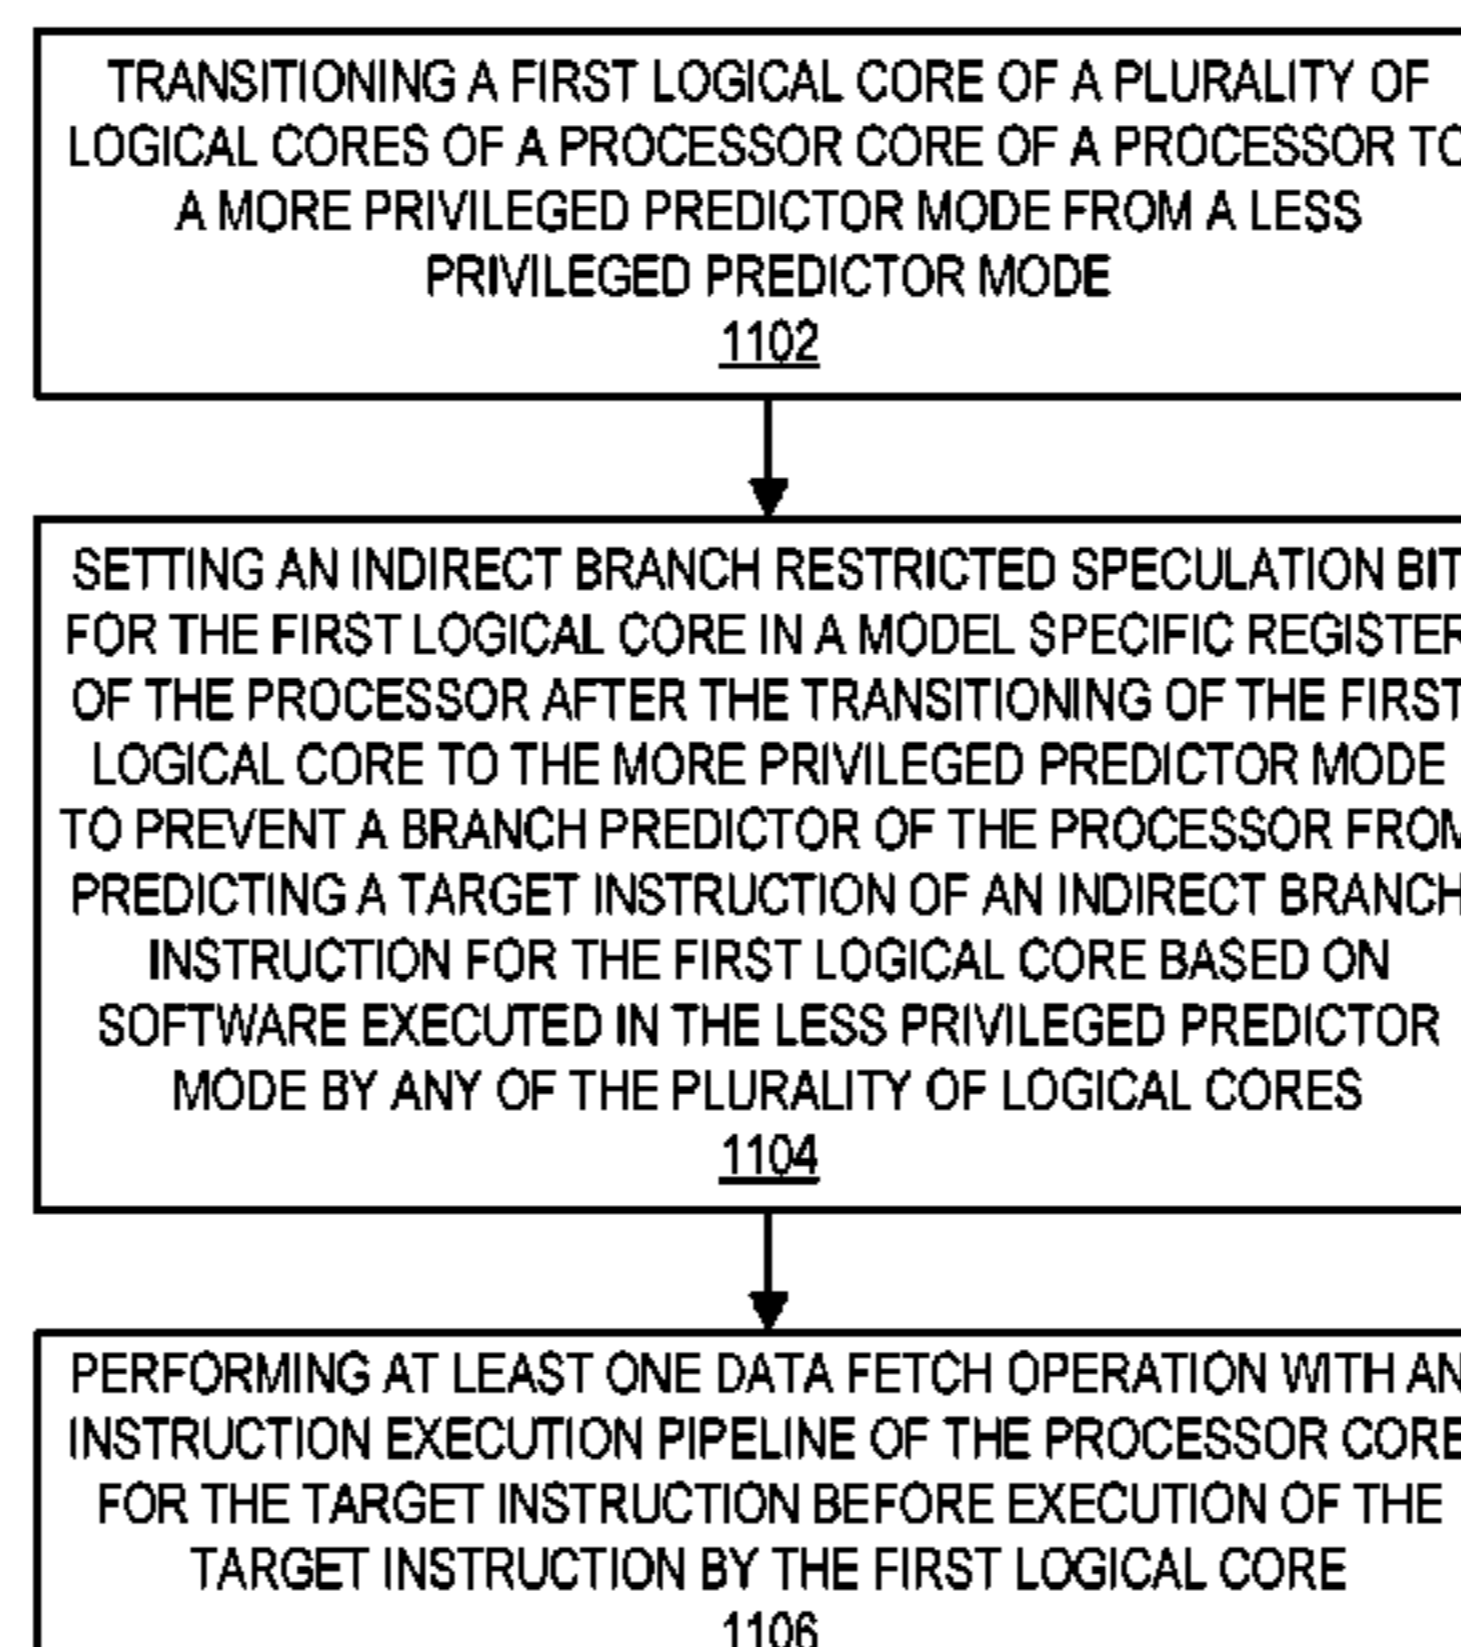 TRANSITIONING A FIRST LOGICAL CORE OF A PLURALITY OF
LOGICAL CORES OF A PROCESSOR CORE OF A PROCESSOR TO
A MORE PRIVILEGED PREDICTOR MODE FROM A LESS
PRIVILEGED PREDICTOR MODE
1102
SETTING AN INDIRECT BRANCH RESTRICTED SPECULATION BIT
FOR THE FIRST LOGICAL CORE IN A MODEL SPECIFIC REGISTER
OF THE PROCESSOR AFTER THE TRANSITIONING OF THE FIRST
LOGICAL CORE TO THE MORE PRIVILEGED PREDICTOR MODE
TO PREVENT A BRANCH PREDICTOR OF THE PROCESSOR FROM
PREDICTING A TARGET INSTRUCTION OF AN INDIRECT BRANCH
INSTRUCTION FOR THE FIRST LOGICAL CORE BASED ON
SOFTWARE EXECUTED IN THE LESS PRIVILEGED PREDICTOR
MODE BY ANY OF THE PLURALITY OF LOGICAL CORES
1104
PERFORMING AT LEAST ONE DATA FETCH OPERATION WITH AN
INSTRUCTION EXECUTION PIPELINE OF THE PROCESSOR CORE
FOR THE TARGET INSTRUCTION BEFORE EXECUTION OF THE
TARGET INSTRUCTION BY THE FIRST LOGICAL CORE
1106